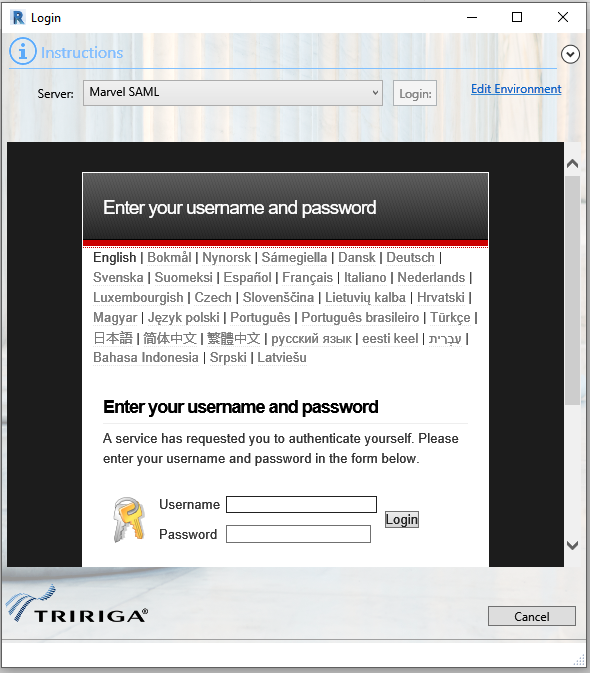 Login
Instructions
Server: Marvel SAML Login: Edit Environment
Enter your username and password
English | Bokmål | Nynorsk | Sámegiella | Dansk | Deutsch |
Svenska | Suomeksi | Español | Français | Italiano | Nederlands |
Luxembourgish | Czech | Slovenščina | Lietuvių kalba | Hrvatski |
Magyar | Język polski | Português | Português brasileiro | Türkçe |
日本語 | 简体中文 | 繁體中文 | русский язык | eesti keel | עִבְרִית |
Bahasa Indonesia | Srpski | Latviešu
Enter your username and password
A service has requested you to authenticate yourself. Please
enter your username and password in the form below.
Username
Login
Password
TRIRIGA®
Cancel